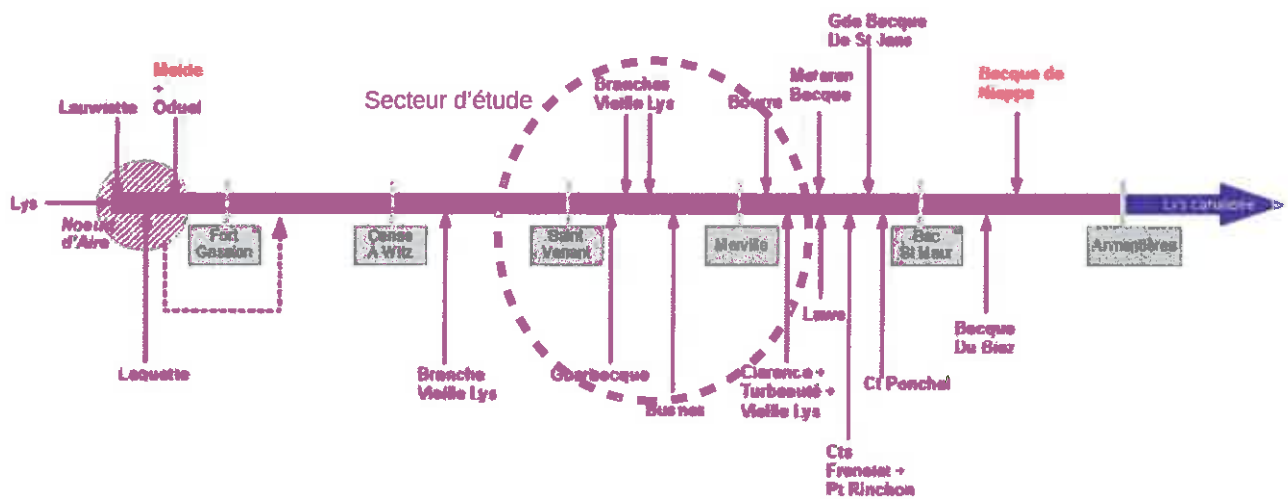 Gde Becque
De St Jans
Melde
+
Oduel
Lauwiette
Secteur d'étude
Branches
Vieille Lys
Bourre
Meteren
Becque
Becque de
Nieppe
Lys
Noeud
d'Aire
Fort
Gassion
Cense
A Witz
Saint
Venant
Merville
Bac
St Maur
Armentières
Lys canalisée
Laquette
Branche
Vieille Lys
Guarbecque
Busnes
Clarence +
Turbeauté +
Vieille Lys
Lawe
Ct Ponchel
Becque
Du Biez
Cts
Frenelet +
Pt Rinchon